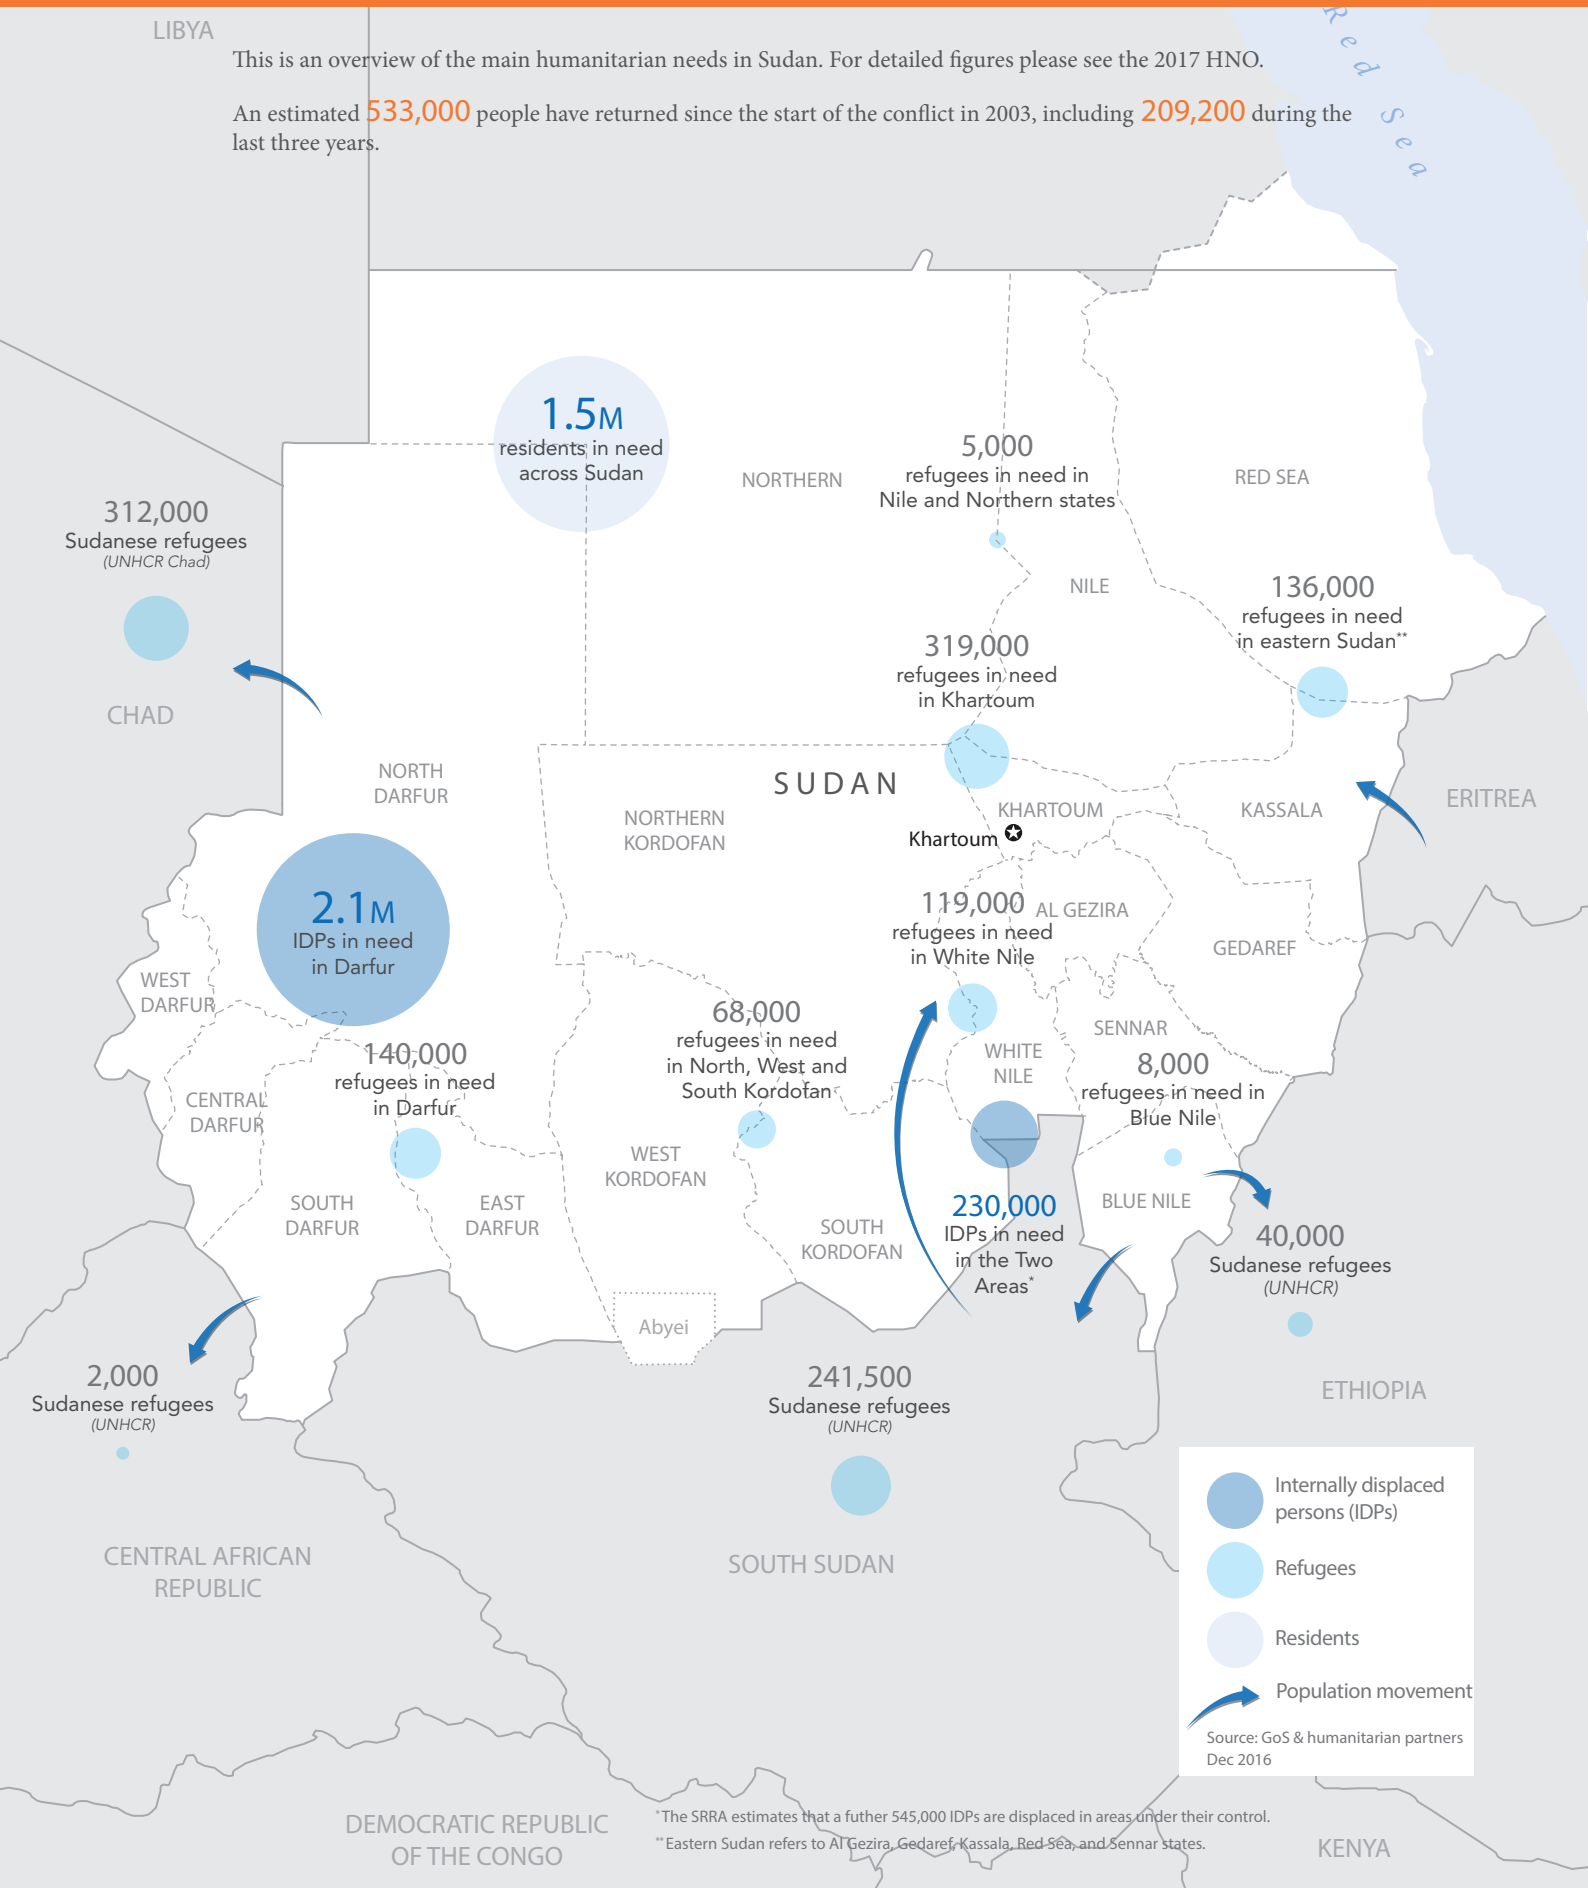 LIBYA
Red Sea
This is an overview of the main humanitarian needs in Sudan. For detailed figures please see the 2017 HNO.
An estimated 533,000 people have returned since the start of the conflict in 2003, including 209,200 during the
last three years.
1.5M
residents in need
across Sudan
NORTHERN
5,000
refugees in need in
Nile and Northern states
RED SEA
312,000
Sudanese refugees
(UNHCR Chad)
CHAD
NILE
136,000
refugees in need
in eastern Sudan**
319,000
refugees in need
in Khartoum
NORTH
DARFUR
SUDAN
NORTHERN
KORDOFAN
KHARTOUM
Khartoum
KASSALA
ERITREA
2.1M
IDPs in need
in Darfur
119,000
refugees in need
in White Nile
AL GEZIRA
GEDAREF
WEST
DARFUR
68,000
refugees in need
in North, West and
South Kordofan
SENNAR
WHITE
NILE
140,000
refugees in need
in Darfur
8,000
refugees in need in
Blue Nile
CENTRAL
DARFUR
WEST
KORDOFAN
SOUTH
DARFUR
EAST
DARFUR
SOUTH
KORDOFAN
230,000
IDPs in need
in the Two
Areas*
BLUE NILE
40,000
Sudanese refugees
(UNHCR)
Abyei
2,000
Sudanese refugees
(UNHCR)
241,500
Sudanese refugees
(UNHCR)
ETHIOPIA
CENTRAL AFRICAN
REPUBLIC
SOUTH SUDAN
Internally displaced
persons (IDPs)
Refugees
Residents
Population movement
Source: GoS & humanitarian partners
Dec 2016
DEMOCRATIC REPUBLIC
OF THE CONGO
*The SRRA estimates that a futher 545,000 IDPs are displaced in areas under their control.
**Eastern Sudan refers to Al Gezira, Gedaref, Kassala, Red Sea, and Sennar states.
KENYA